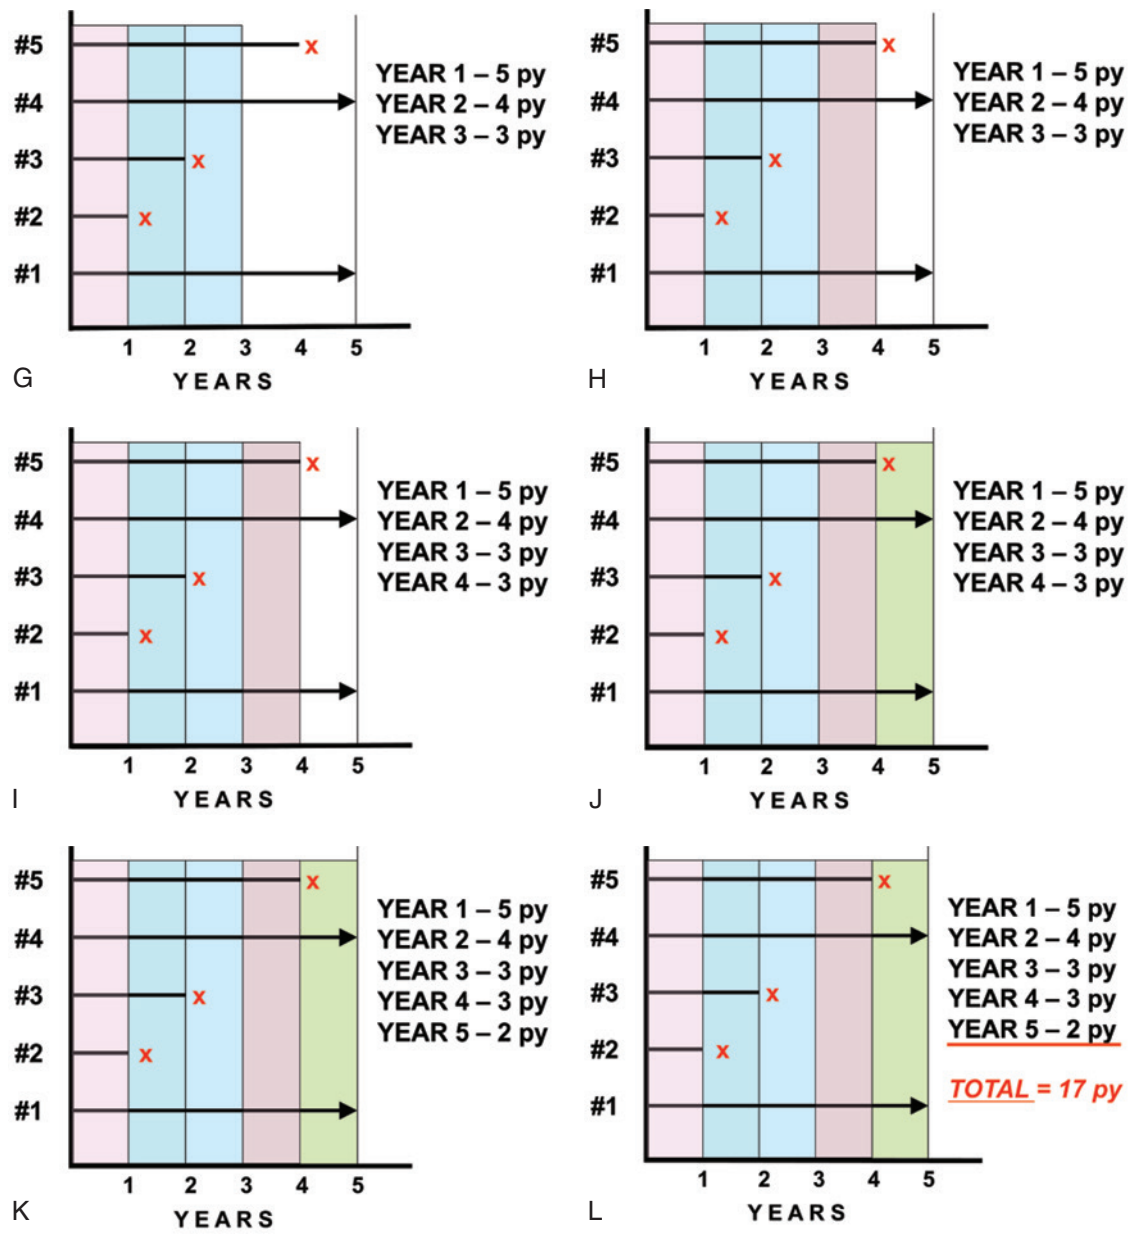 #5
#4
#3
#2
#1
x
x
x
YEAR 1 – 5 py
YEAR 2 – 4 py
YEAR 3 – 3 py
1 2 3 4 5
YEARS
G
#5
#4
#3
#2
#1
x
x
x
YEAR 1 – 5 py
YEAR 2 – 4 py
YEAR 3 – 3 py
1 2 3 4 5
YEARS
H
#5
#4
#3
#2
#1
x
x
x
YEAR 1 – 5 py
YEAR 2 – 4 py
YEAR 3 – 3 py
YEAR 4 – 3 py
1 2 3 4 5
YEARS
I
#5
#4
#3
#2
#1
x
x
x
YEAR 1 – 5 py
YEAR 2 – 4 py
YEAR 3 – 3 py
YEAR 4 – 3 py
1 2 3 4 5
YEARS
J
#5
#4
#3
#2
#1
x
x
x
YEAR 1 – 5 py
YEAR 2 – 4 py
YEAR 3 – 3 py
YEAR 4 – 3 py
YEAR 5 – 2 py
1 2 3 4 5
YEARS
K
#5
#4
#3
#2
#1
x
x
x
YEAR 1 – 5 py
YEAR 2 – 4 py
YEAR 3 – 3 py
YEAR 4 – 3 py
YEAR 5 – 2 py
TOTAL = 17 py
1 2 3 4 5
YEARS
L